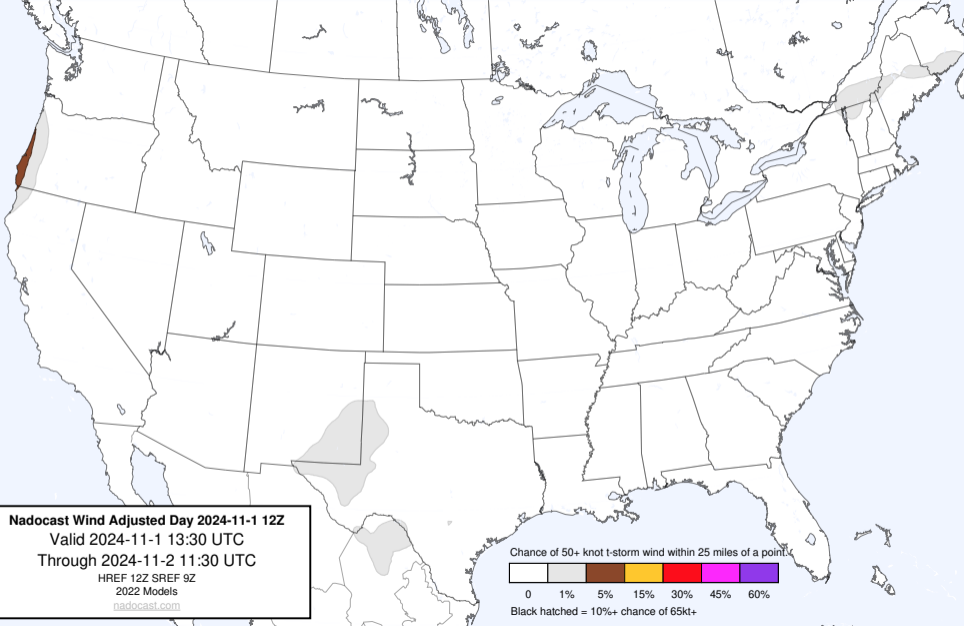 Nadocast Wind Adjusted Day 2024-11-1 12Z
Valid 2024-11-1 13:30 UTC
Through 2024-11-2 11:30 UTC
HREF 12Z SREF 9Z
2022 Models
nadocast.com
Chance of 50+ knot t-storm wind within 25 miles of a point.
0 1% 5% 15% 30% 45% 60%
Black hatched = 10%+ chance of 65kt+